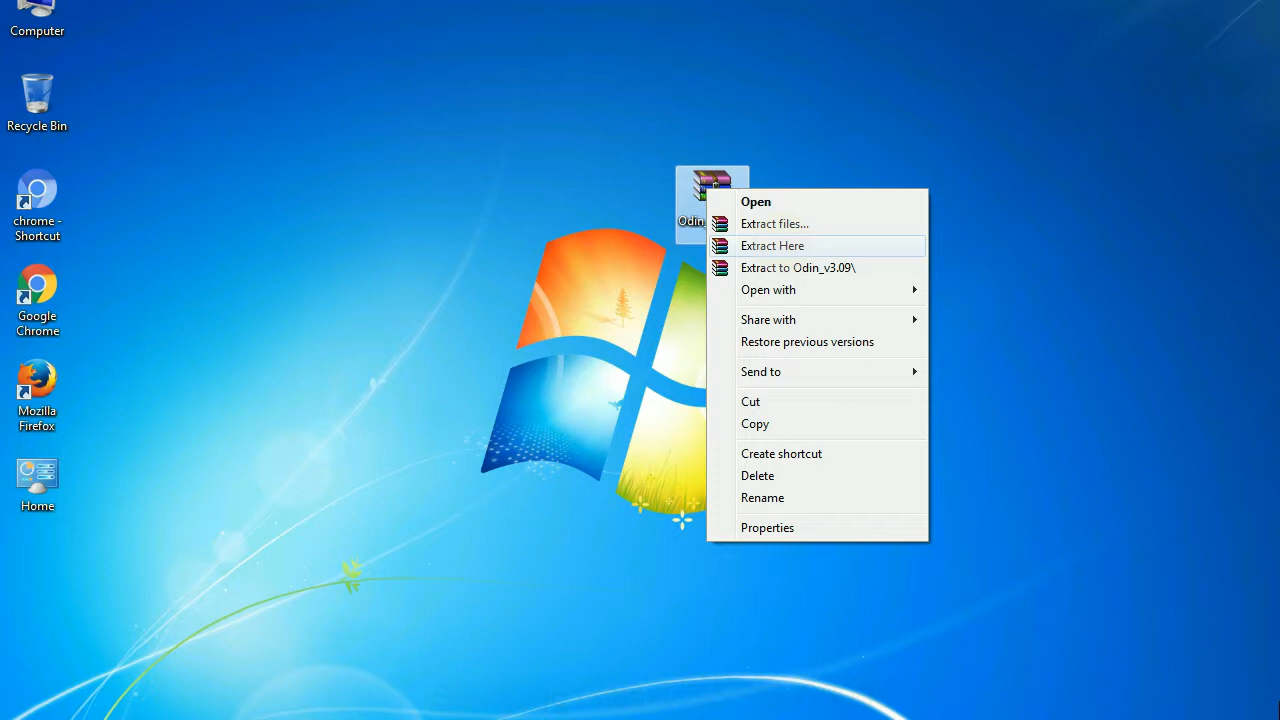 Computer
Recycle Bin
chrome -
Shortcut
Google
Chrome
Mozilla
Firefox
Home
Open
Extract files...
Extract Here
Extract to Odin_v3.09\
Open with
Share with
Restore previous versions
Send to
Cut
Copy
Create shortcut
Delete
Rename
Properties